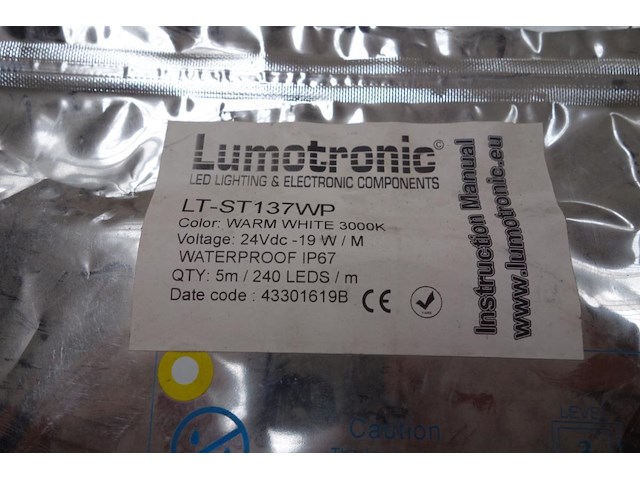 Lumotronic©
LED LIGHTING & ELECTRONIC COMPONENTS
LT-ST137WP
Color: WARM WHITE 3000K
Voltage: 24Vdc -19 W / M
WATERPROOF IP67
QTY: 5m / 240 LEDS / m
Date code : 43301619B CE
Instruction Manual
www.lumotronic.eu
Caution
LEVEL